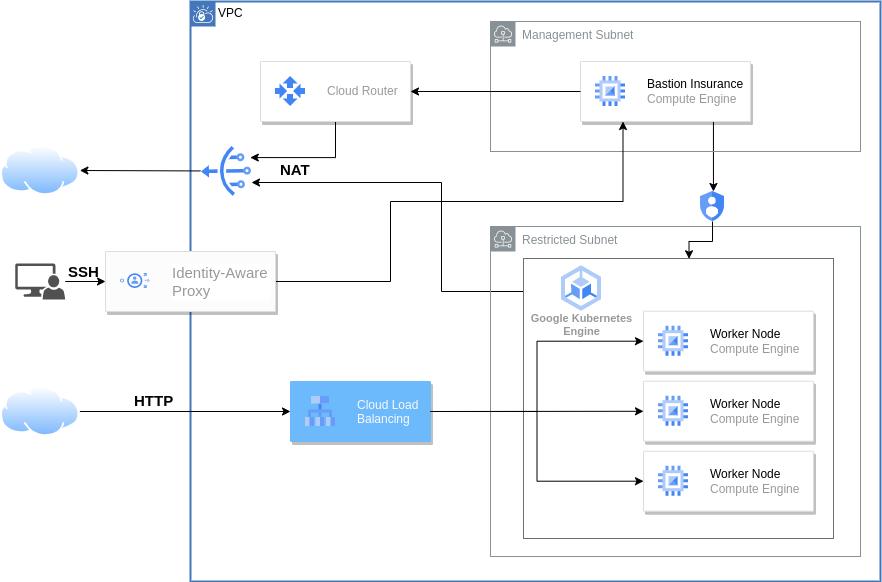 VPC
Management Subnet
Cloud Router
Bastion Insurance
Compute Engine
NAT
Restricted Subnet
SSH
Identity-Aware
Proxy
Google Kubernetes
Engine
Worker Node
Compute Engine
HTTP
Cloud Load
Balancing
Worker Node
Compute Engine
Worker Node
Compute Engine